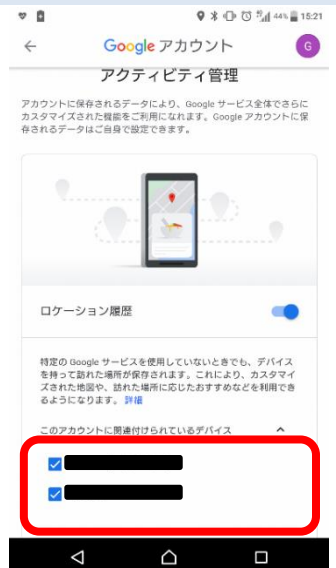 44% 15:21
Google アカウント
G
アクティビティ管理
アカウントに保存されるデータにより、Google サービス全体でさらに
カスタマイズされた機能をご利用になれます。Google アカウントに保
存されるデータはご自身で設定できます。
ロケーション履歴
特定の Google サービスを使用していないときでも、デバイス
を持って訪れた場所が保存されます。これにより、カスタマイ
ズされた地図や、訪れた場所に応じたおすすめなどを利用でき
るようになります。 詳細
このアカウントに関連付けられているデバイス